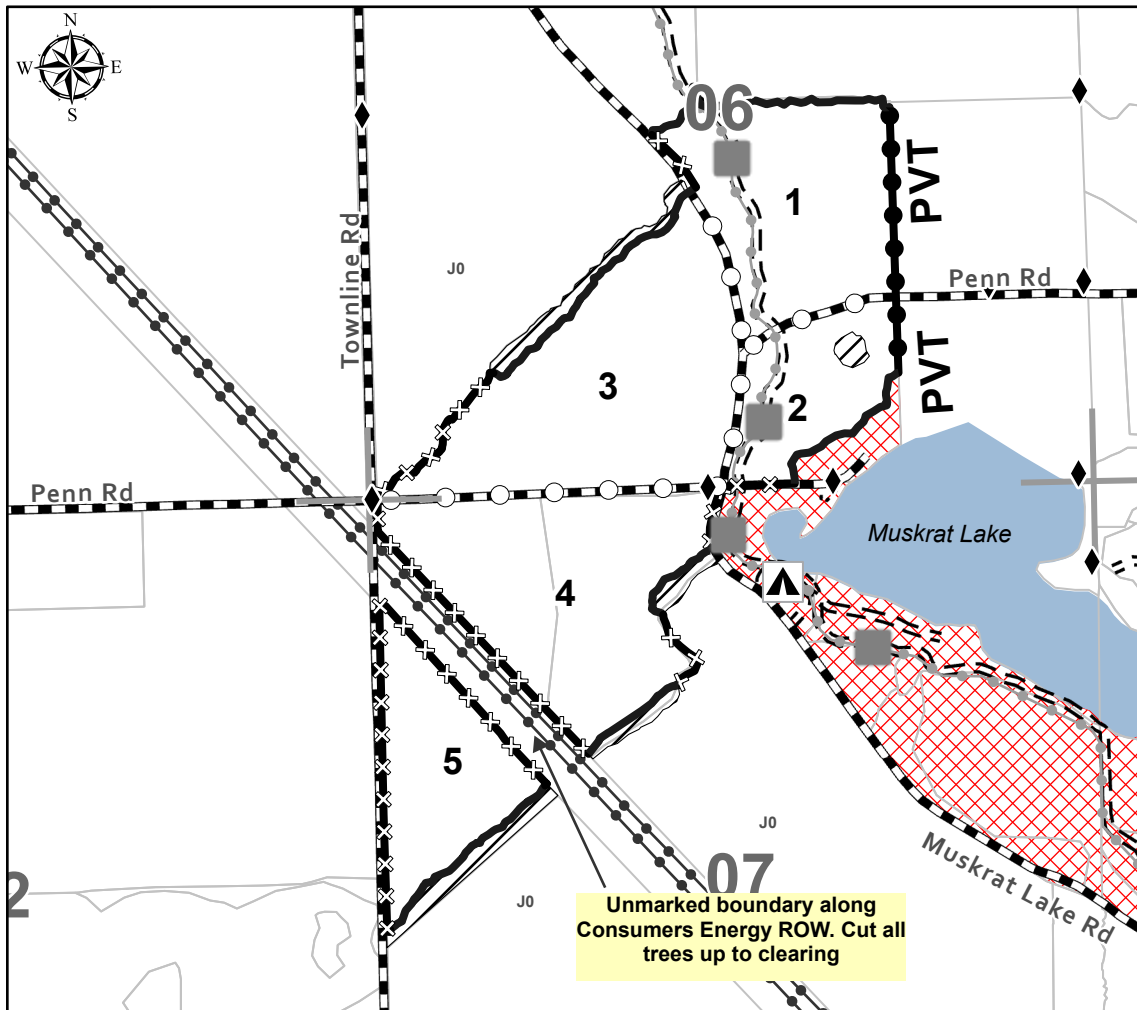 N
W E
S
06
PVT
1
Townline Rd
J0
Penn Rd
3
PVT
2
Penn Rd
Muskrat Lake
4
5
J0
07
Muskrat Lake Rd
2
J0
Unmarked boundary along
Consumers Energy ROW. Cut all
trees up to clearing